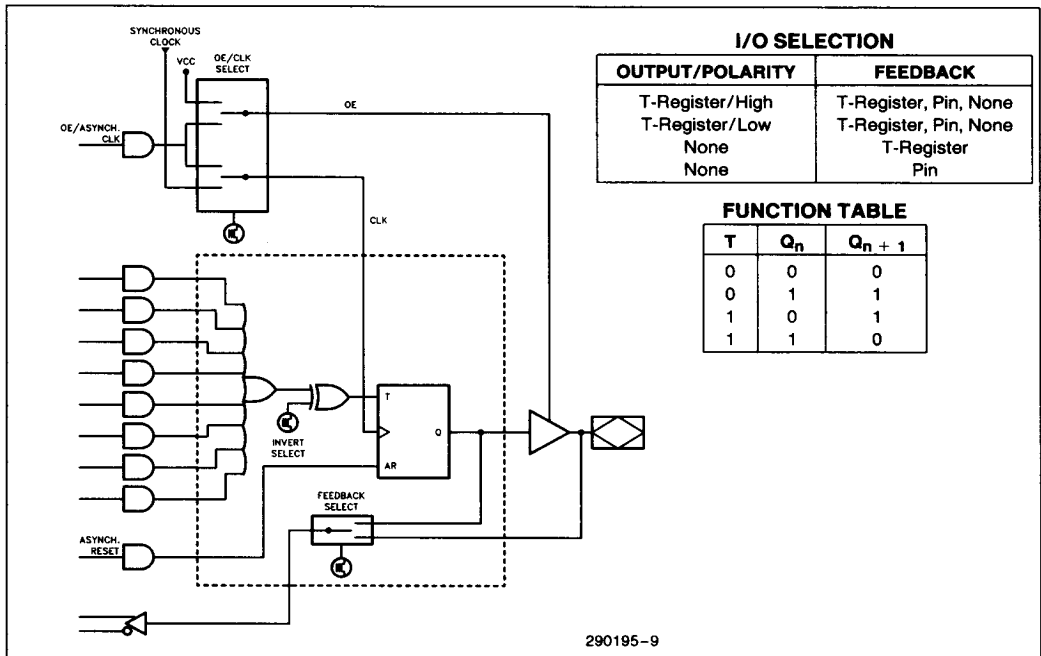 SYNCHRONOUS
CLOCK
VCC
OE/CLK
SELECT
OE
OE/ASYNCH.
CLK
CLK
T
Q
AR
INVERT
SELECT
FEEDBACK
SELECT
ASYNCH.
RESET
I/O SELECTION
OUTPUT/POLARITY FEEDBACK
T-Register/High T-Register, Pin, None
T-Register/Low T-Register, Pin, None
None T-Register
None Pin
FUNCTION TABLE
T Qn Qn + 1
0 0 0
0 1 1
1 0 1
1 1 0
290195-9